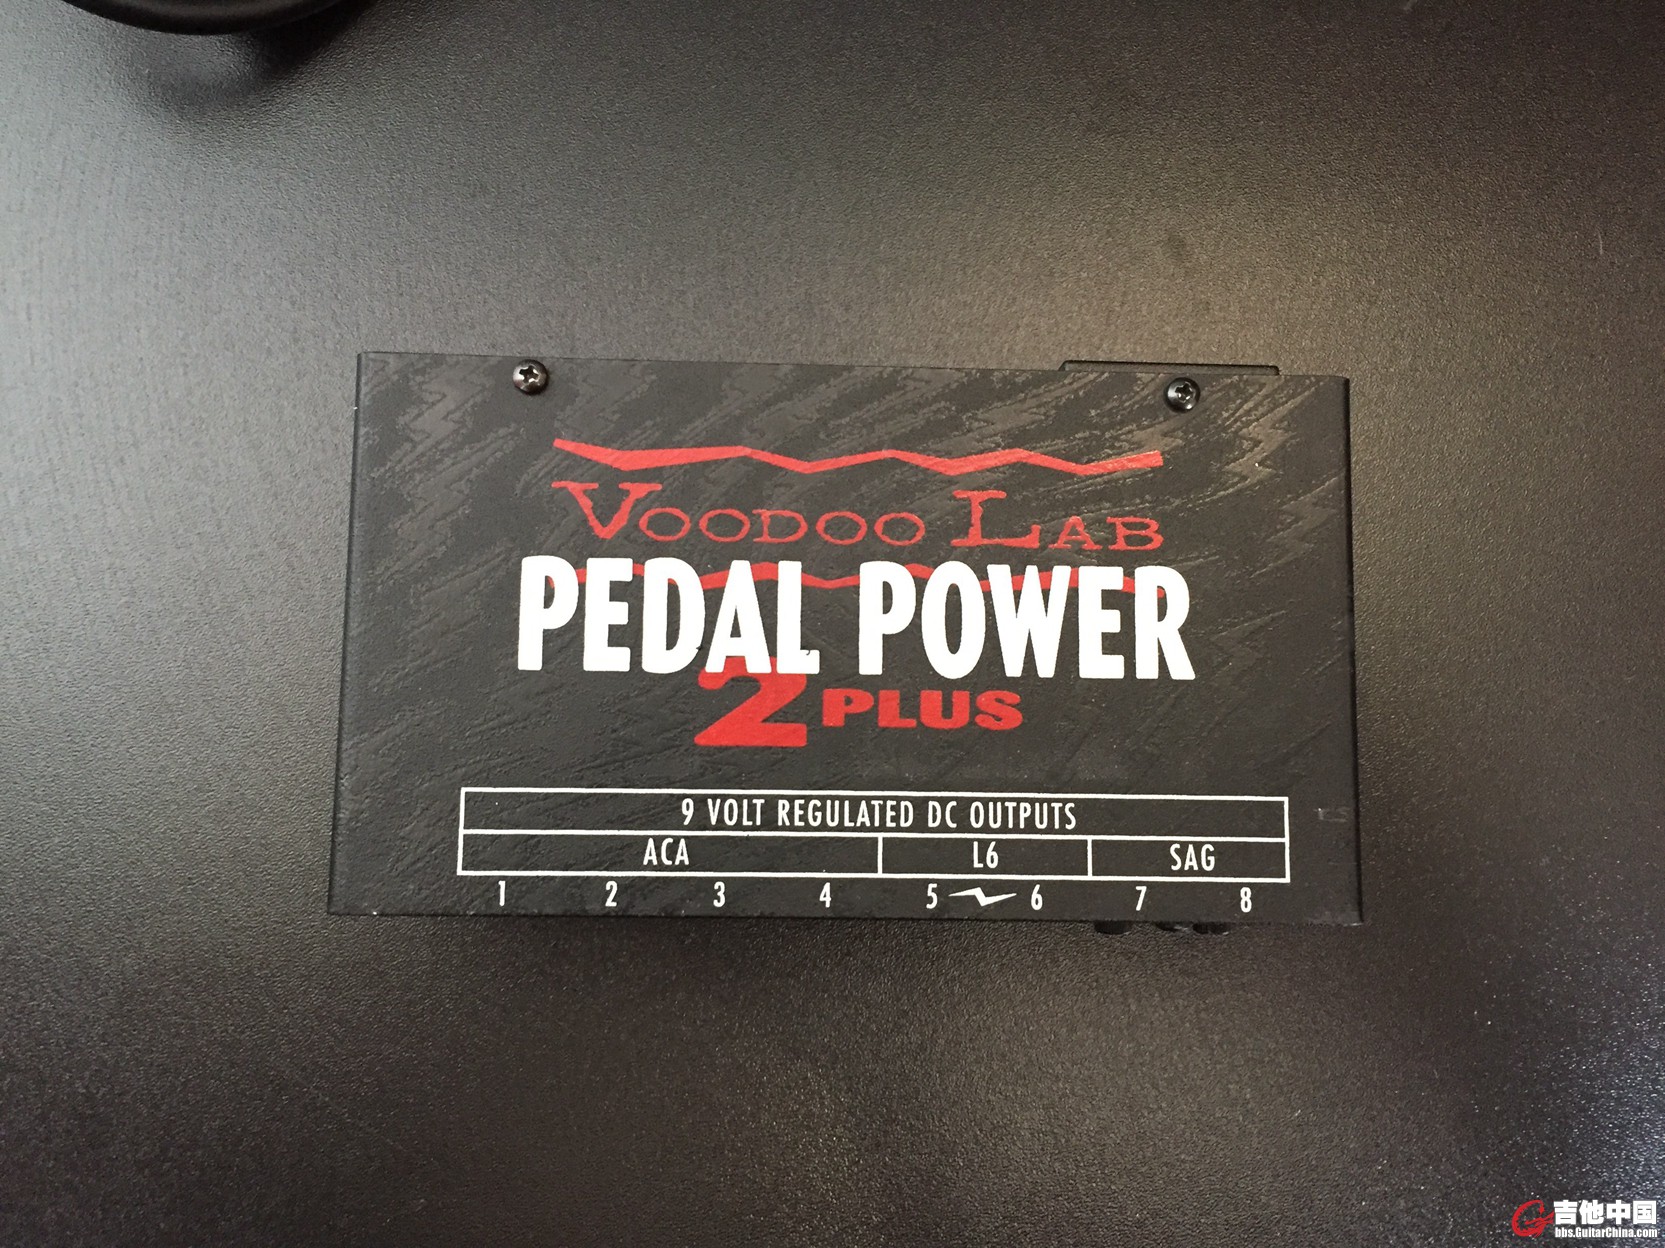 VOODOO LAB
PEDAL POWER
2 PLUS
9 VOLT REGULATED DC OUTPUTS
ACA L6 SAG
1 2 3 4 5 6 7 8
吉他中国
bbs.GuitarChina.com